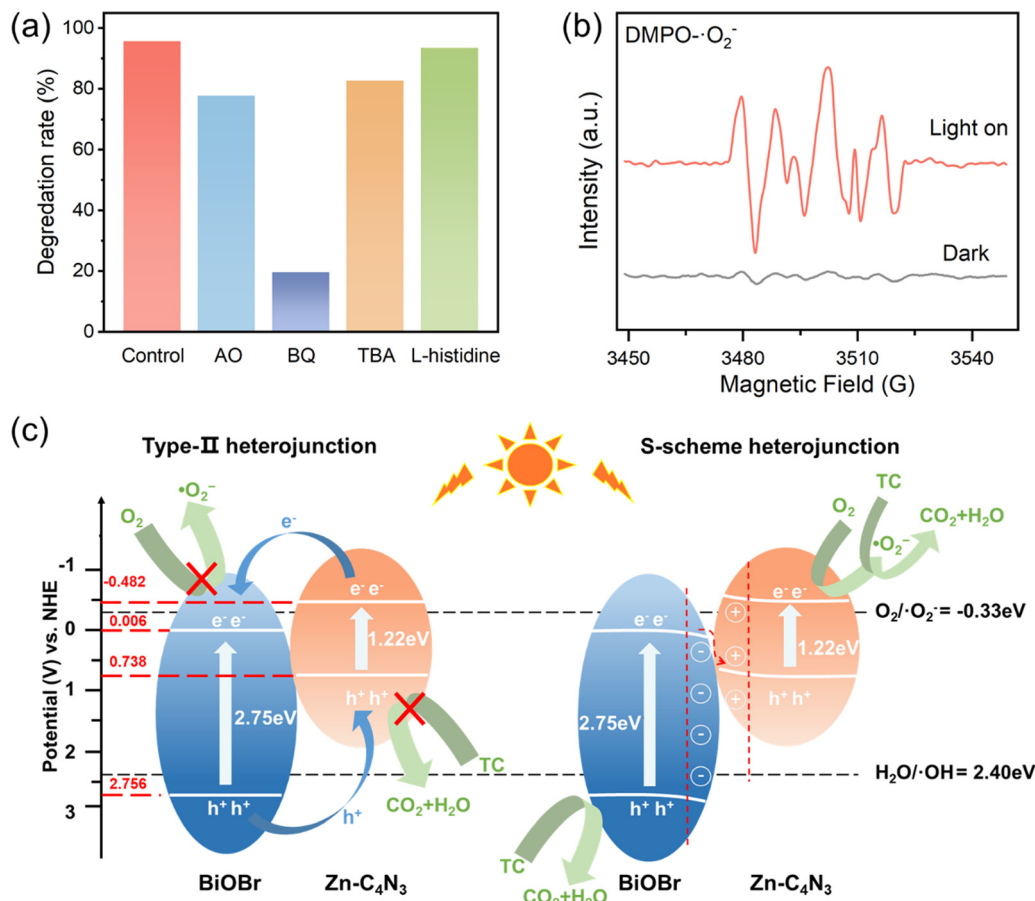 (a)
Degredation rate (%)
100
80
60
40
20
0
Control AO BQ TBA L-histidine
(b)
DMPO-·O₂⁻
Intensity (a.u.)
Light on
Dark
3450 3480 3510 3540
Magnetic Field (G)
(c)
Type-Ⅱ heterojunction
S-scheme heterojunction
Potential (V) vs. NHE
-1
0
1
2
3
-0.482
0.006
0.738
2.756
O₂
•O₂⁻
e⁻
e⁻ e⁻
e⁻ e⁻
1.22eV
2.75eV
h⁺ h⁺
h⁺ h⁺
h⁺
TC
CO₂+H₂O
BiOBr
Zn-C₄N₃
O₂
TC
•O₂⁻
CO₂+H₂O
e⁻ e⁻
e⁻ e⁻
1.22eV
2.75eV
h⁺ h⁺
h⁺ h⁺
+
+
+
-
-
-
-
O₂/·O₂⁻= -0.33eV
H₂O/·OH= 2.40eV
TC
CO₂+H₂O
BiOBr
Zn-C₄N₃